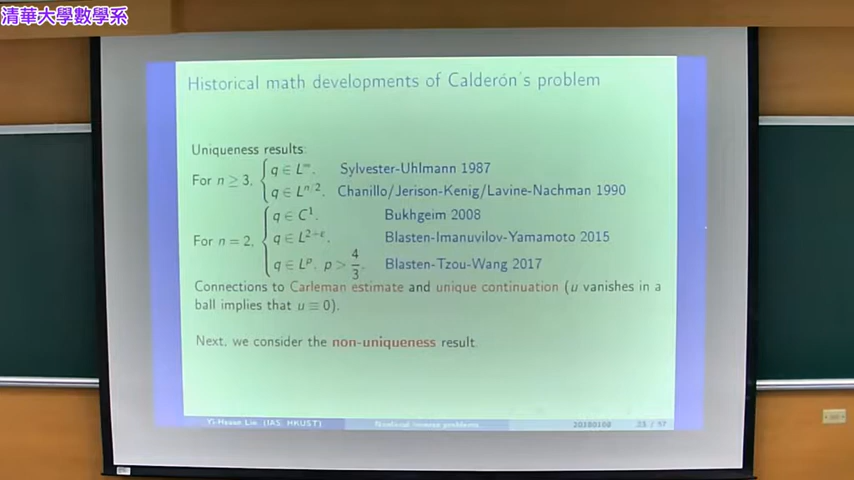 清華大學數學系
Historical math developments of Calderón's problem
Uniqueness results:
For n ≥ 3, { q ∈ L^∞, Sylvester-Uhlmann 1987
q ∈ L^{n/2}, Chanillo/Jerison-Kenig/Lavine-Nachman 1990
For n = 2, { q ∈ C^1, Bukhgeim 2008
q ∈ L^{2+ε}, Blasten-Imanuvilov-Yamamoto 2015
q ∈ L^p, p > 4/3, Blasten-Tzou-Wang 2017
Connections to Carleman estimate and unique continuation (u vanishes in a
ball implies that u ≡ 0).
Next, we consider the non-uniqueness result.
Yi-Hsuan Lin (IAS, HKUST) Nonlocal inverse problems 23 / 57